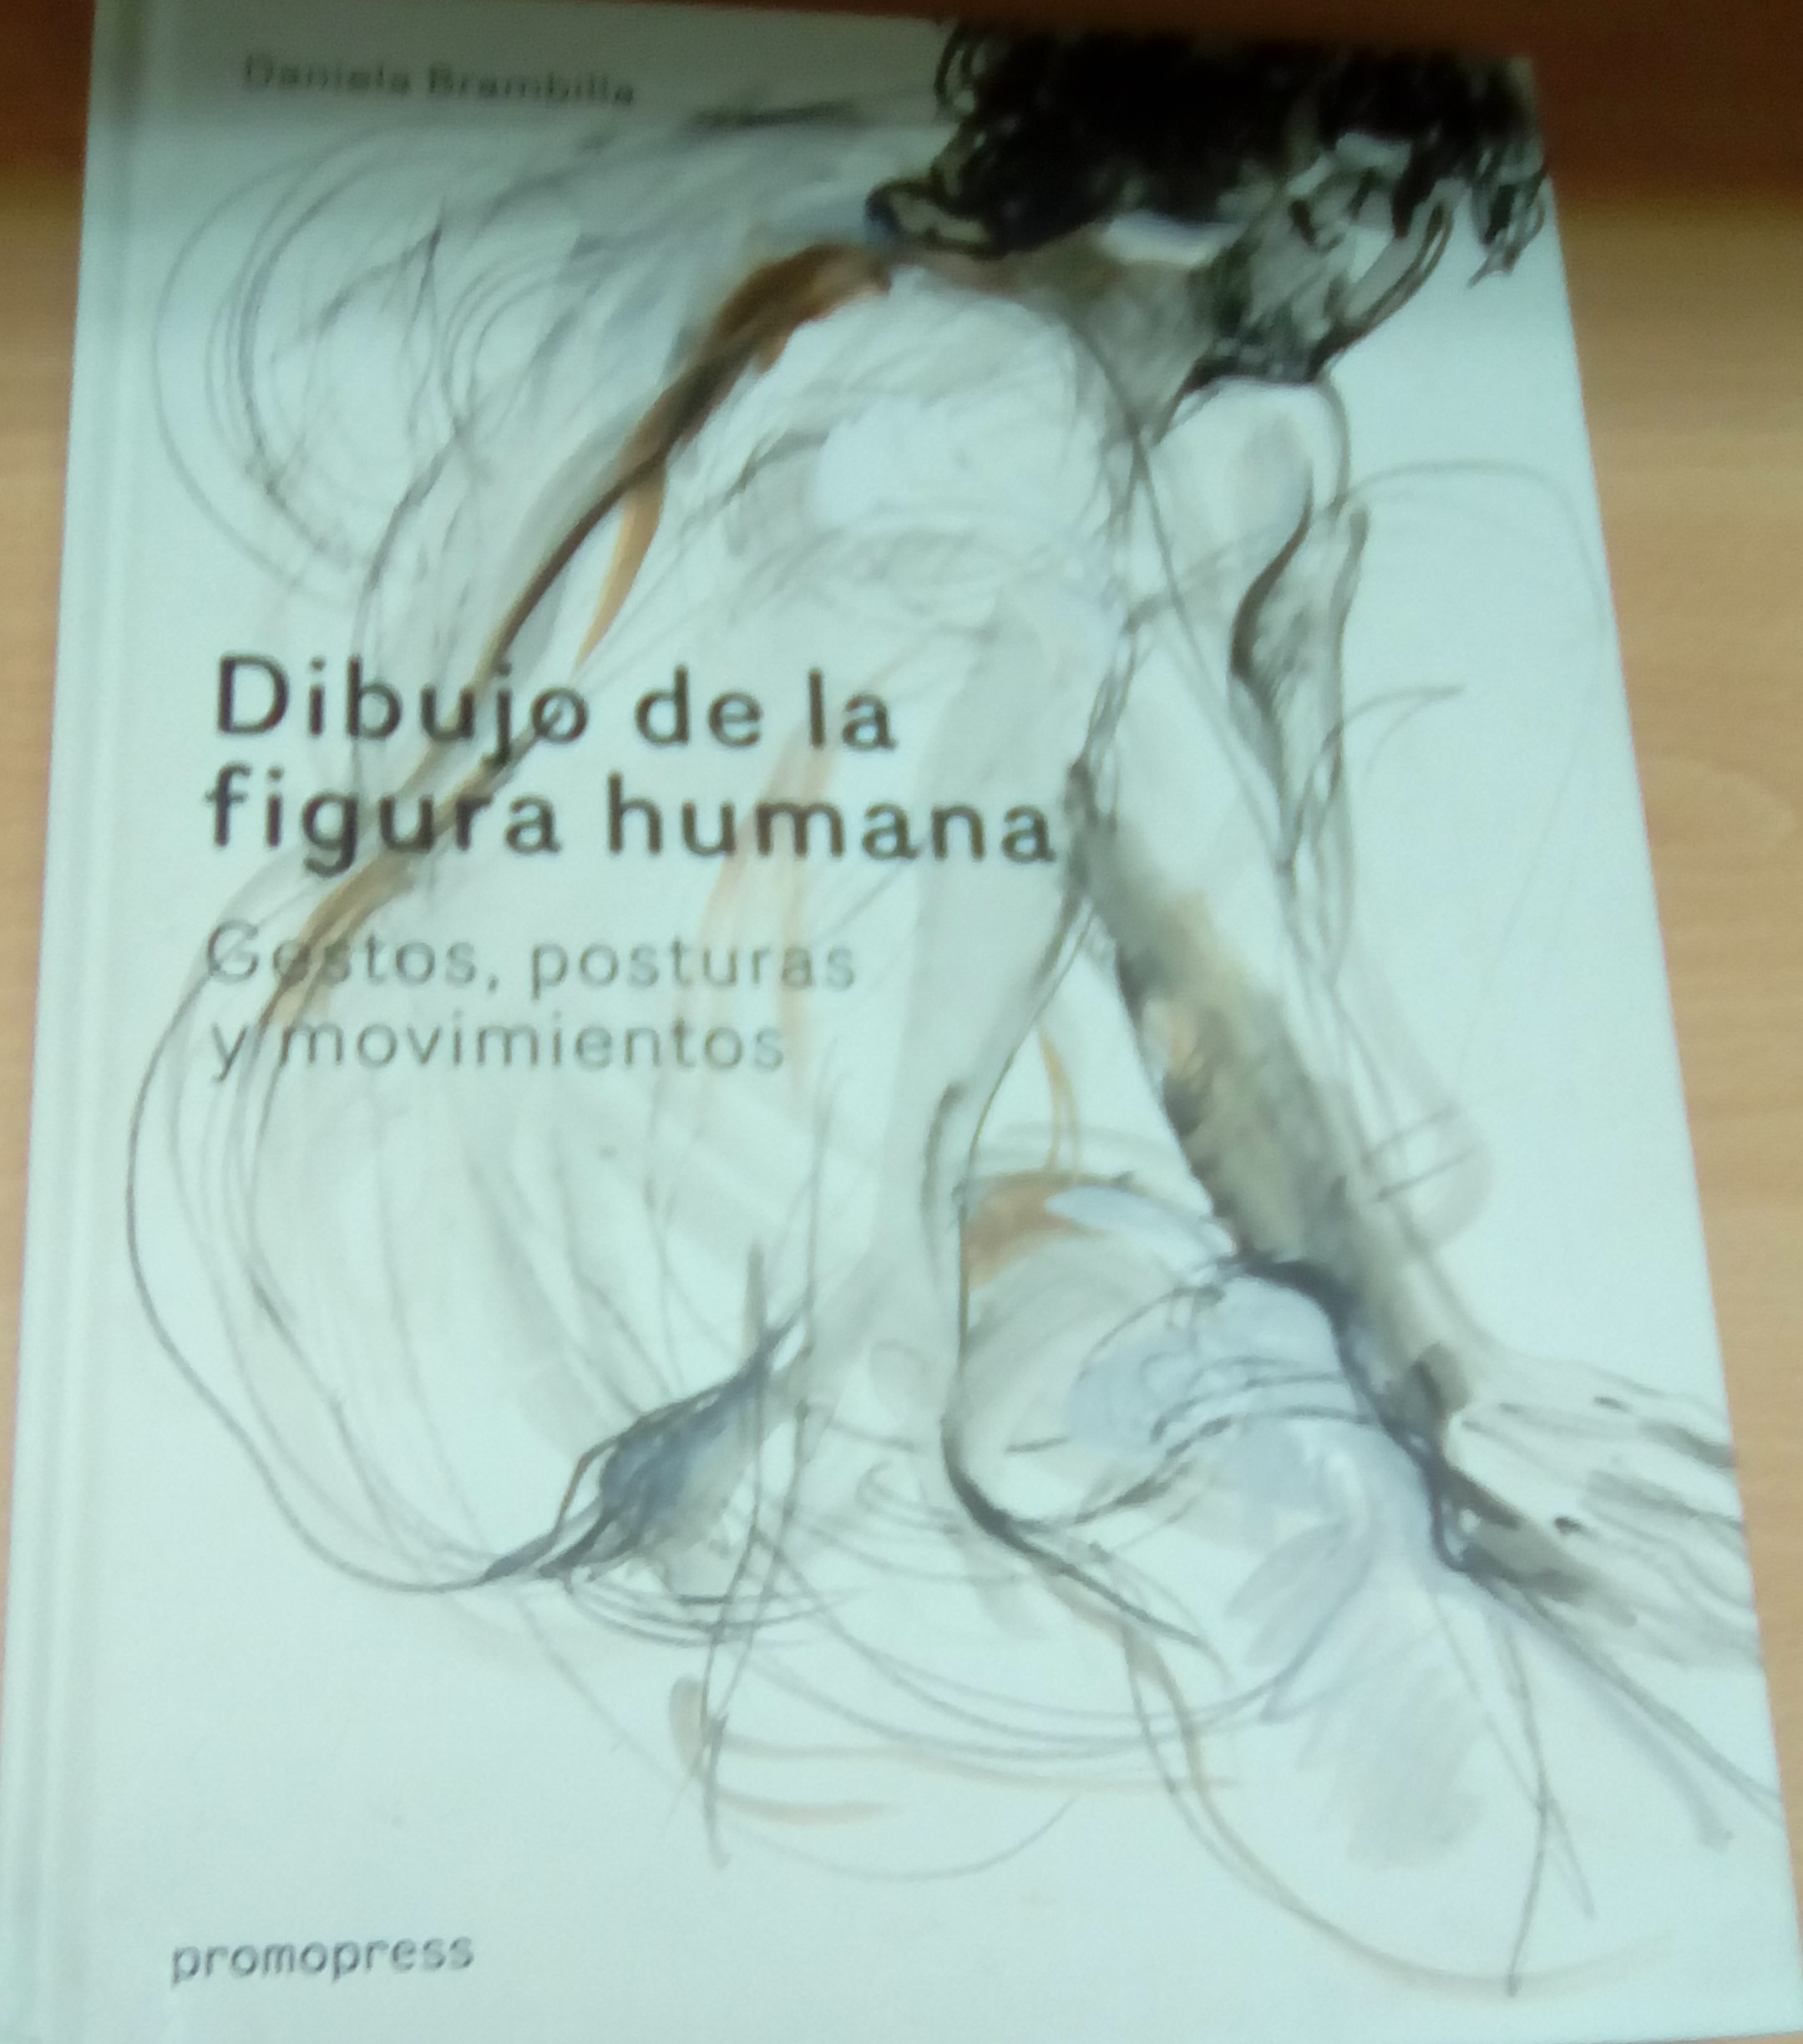 Daniela Brambilla
Dibujo de la
figura humana
Gestos, posturas
y movimientos
promopress